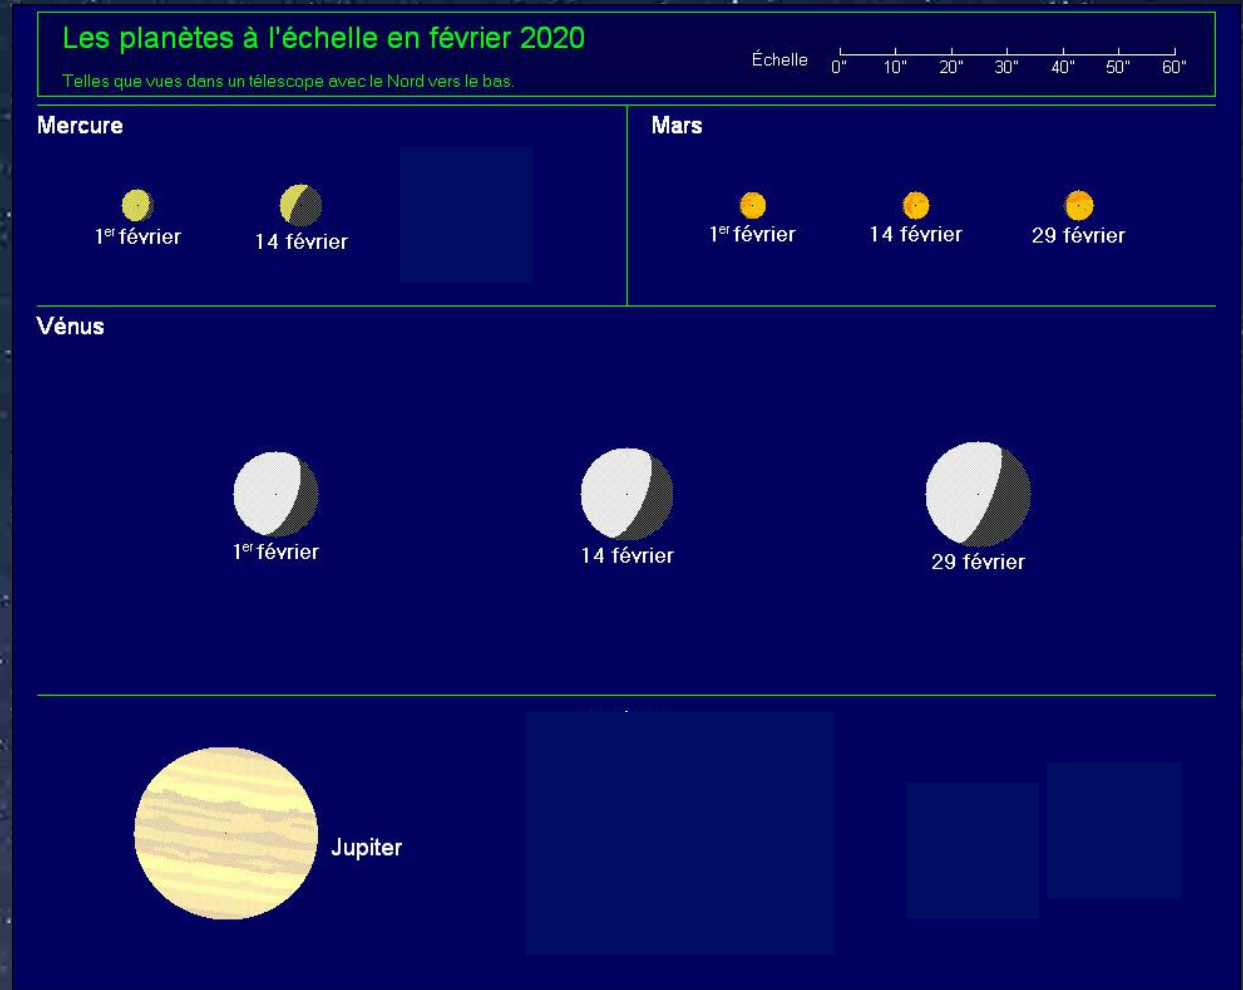 Les planètes à l'échelle en février 2020
Telles que vues dans un télescope avec le Nord vers le bas.
Échelle
0" 10" 20" 30" 40" 50" 60"
Mercure
1er février
14 février
Mars
1er février
14 février
29 février
Vénus
1er février
14 février
29 février
Jupiter